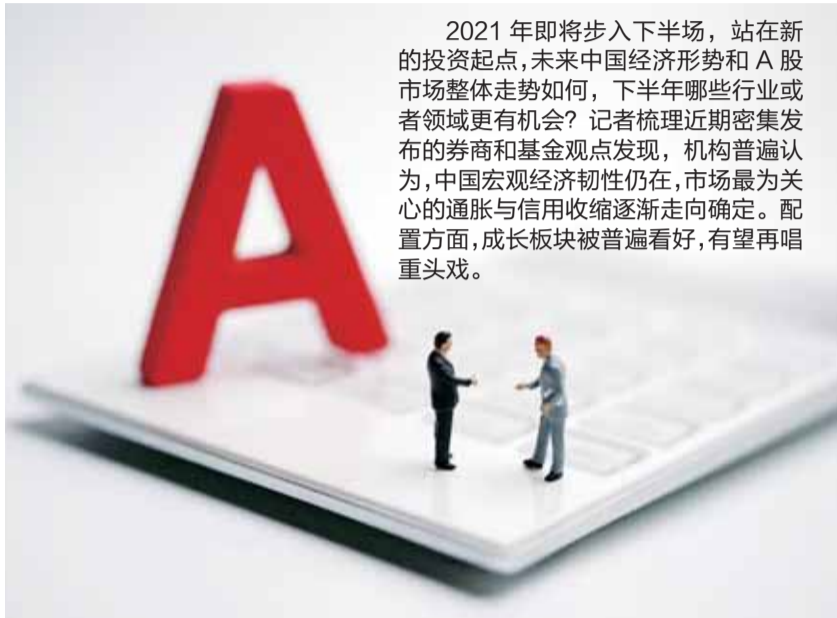 A
2021 年即将步入下半场，站在新
的投资起点，未来中国经济形势和 A 股
市场整体走势如何，下半年哪些行业或
者领域更有机会？记者梳理近期密集发
布的券商和基金观点发现，机构普遍认
为，中国宏观经济韧性仍在，市场最为关
心的通胀与信用收缩逐渐走向确定。配
置方面，成长板块被普遍看好，有望再唱
重头戏。